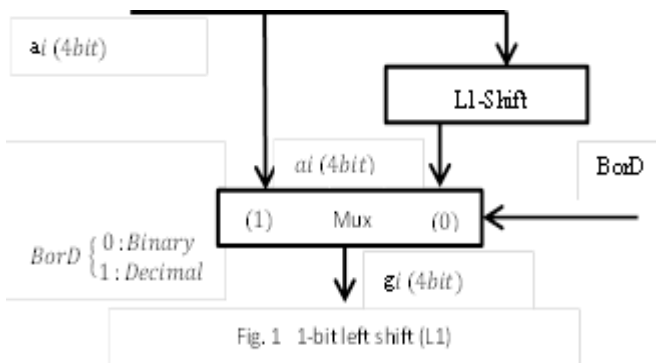 ai (4bit)
L1-Shift
ai (4bit)
BorD
(1) Mux (0)
BorD { 0 : Binary
1 : Decimal
gi (4bit)
Fig. 1 1-bit left shift (L1)